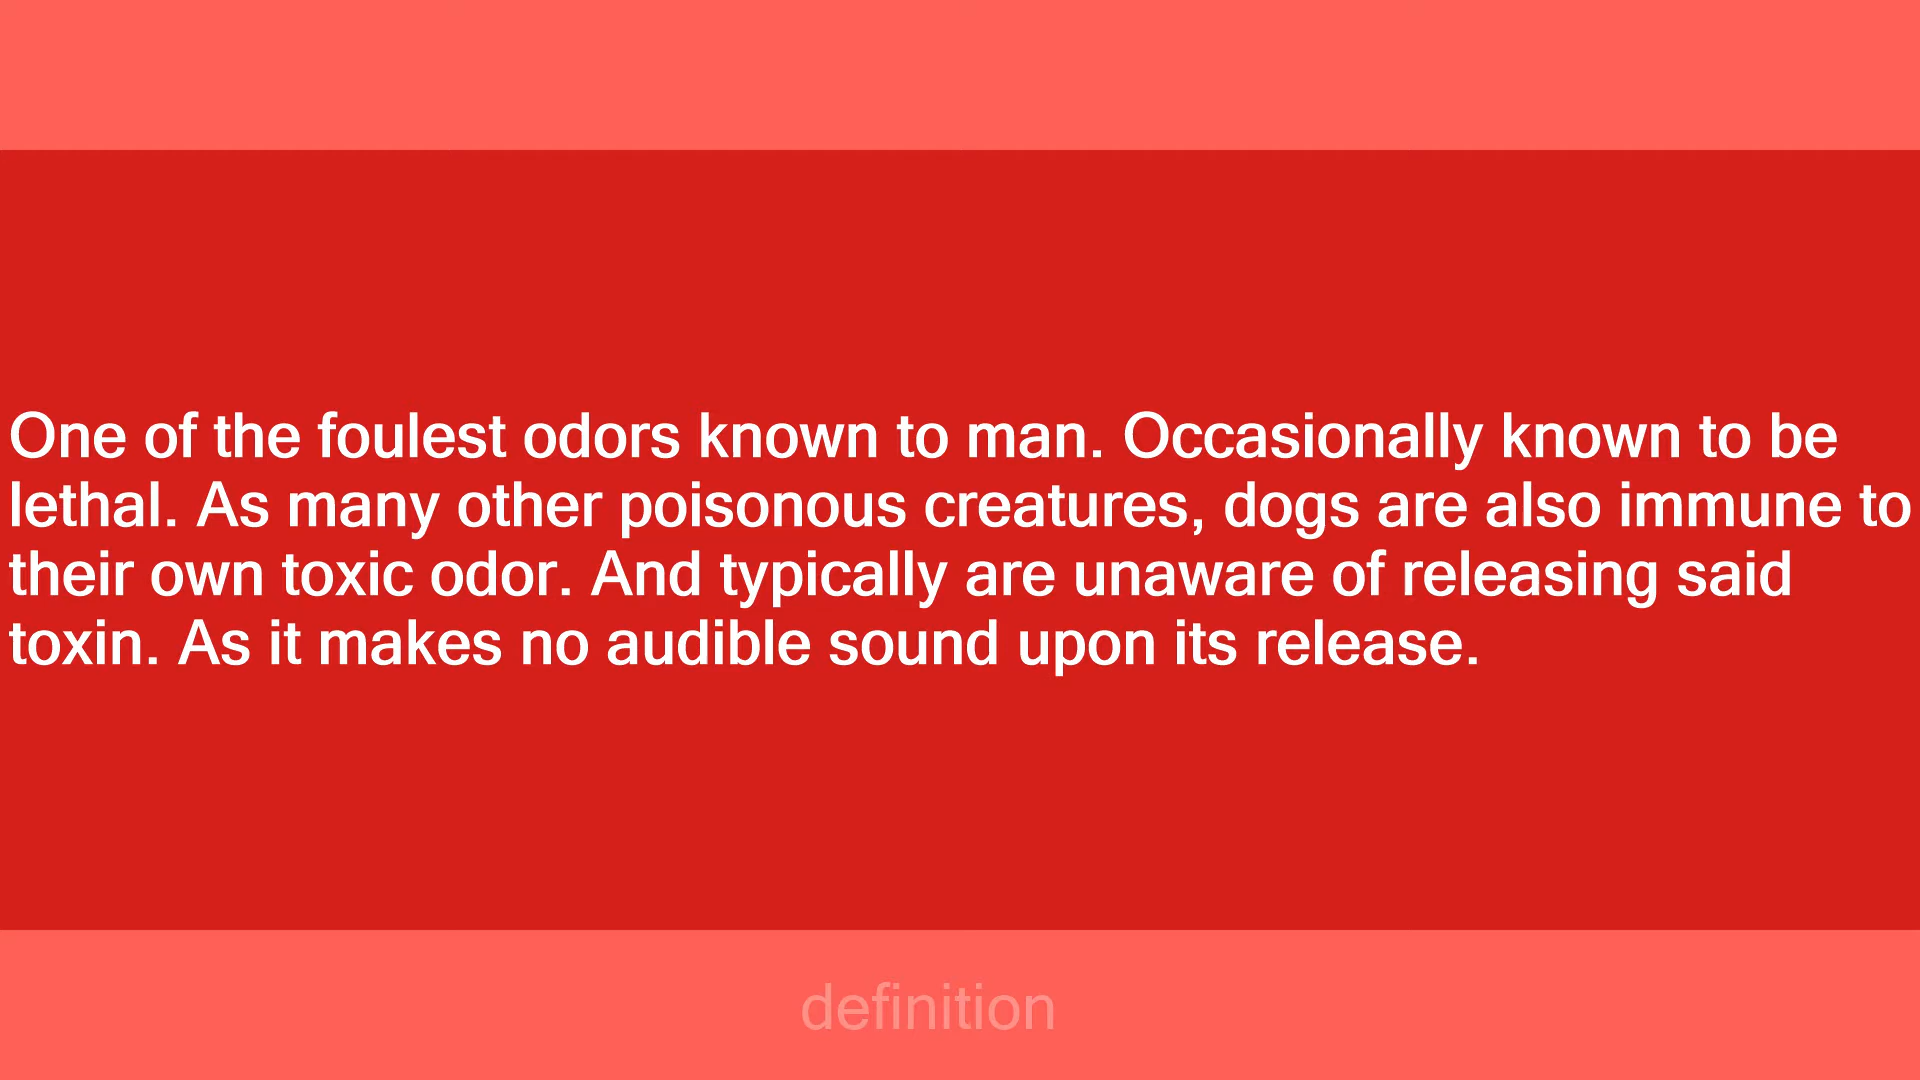 One of the foulest odors known to man. Occasionally known to be
lethal. As many other poisonous creatures, dogs are also immune to
their own toxic odor. And typically are unaware of releasing said
toxin. As it makes no audible sound upon its release.
definition